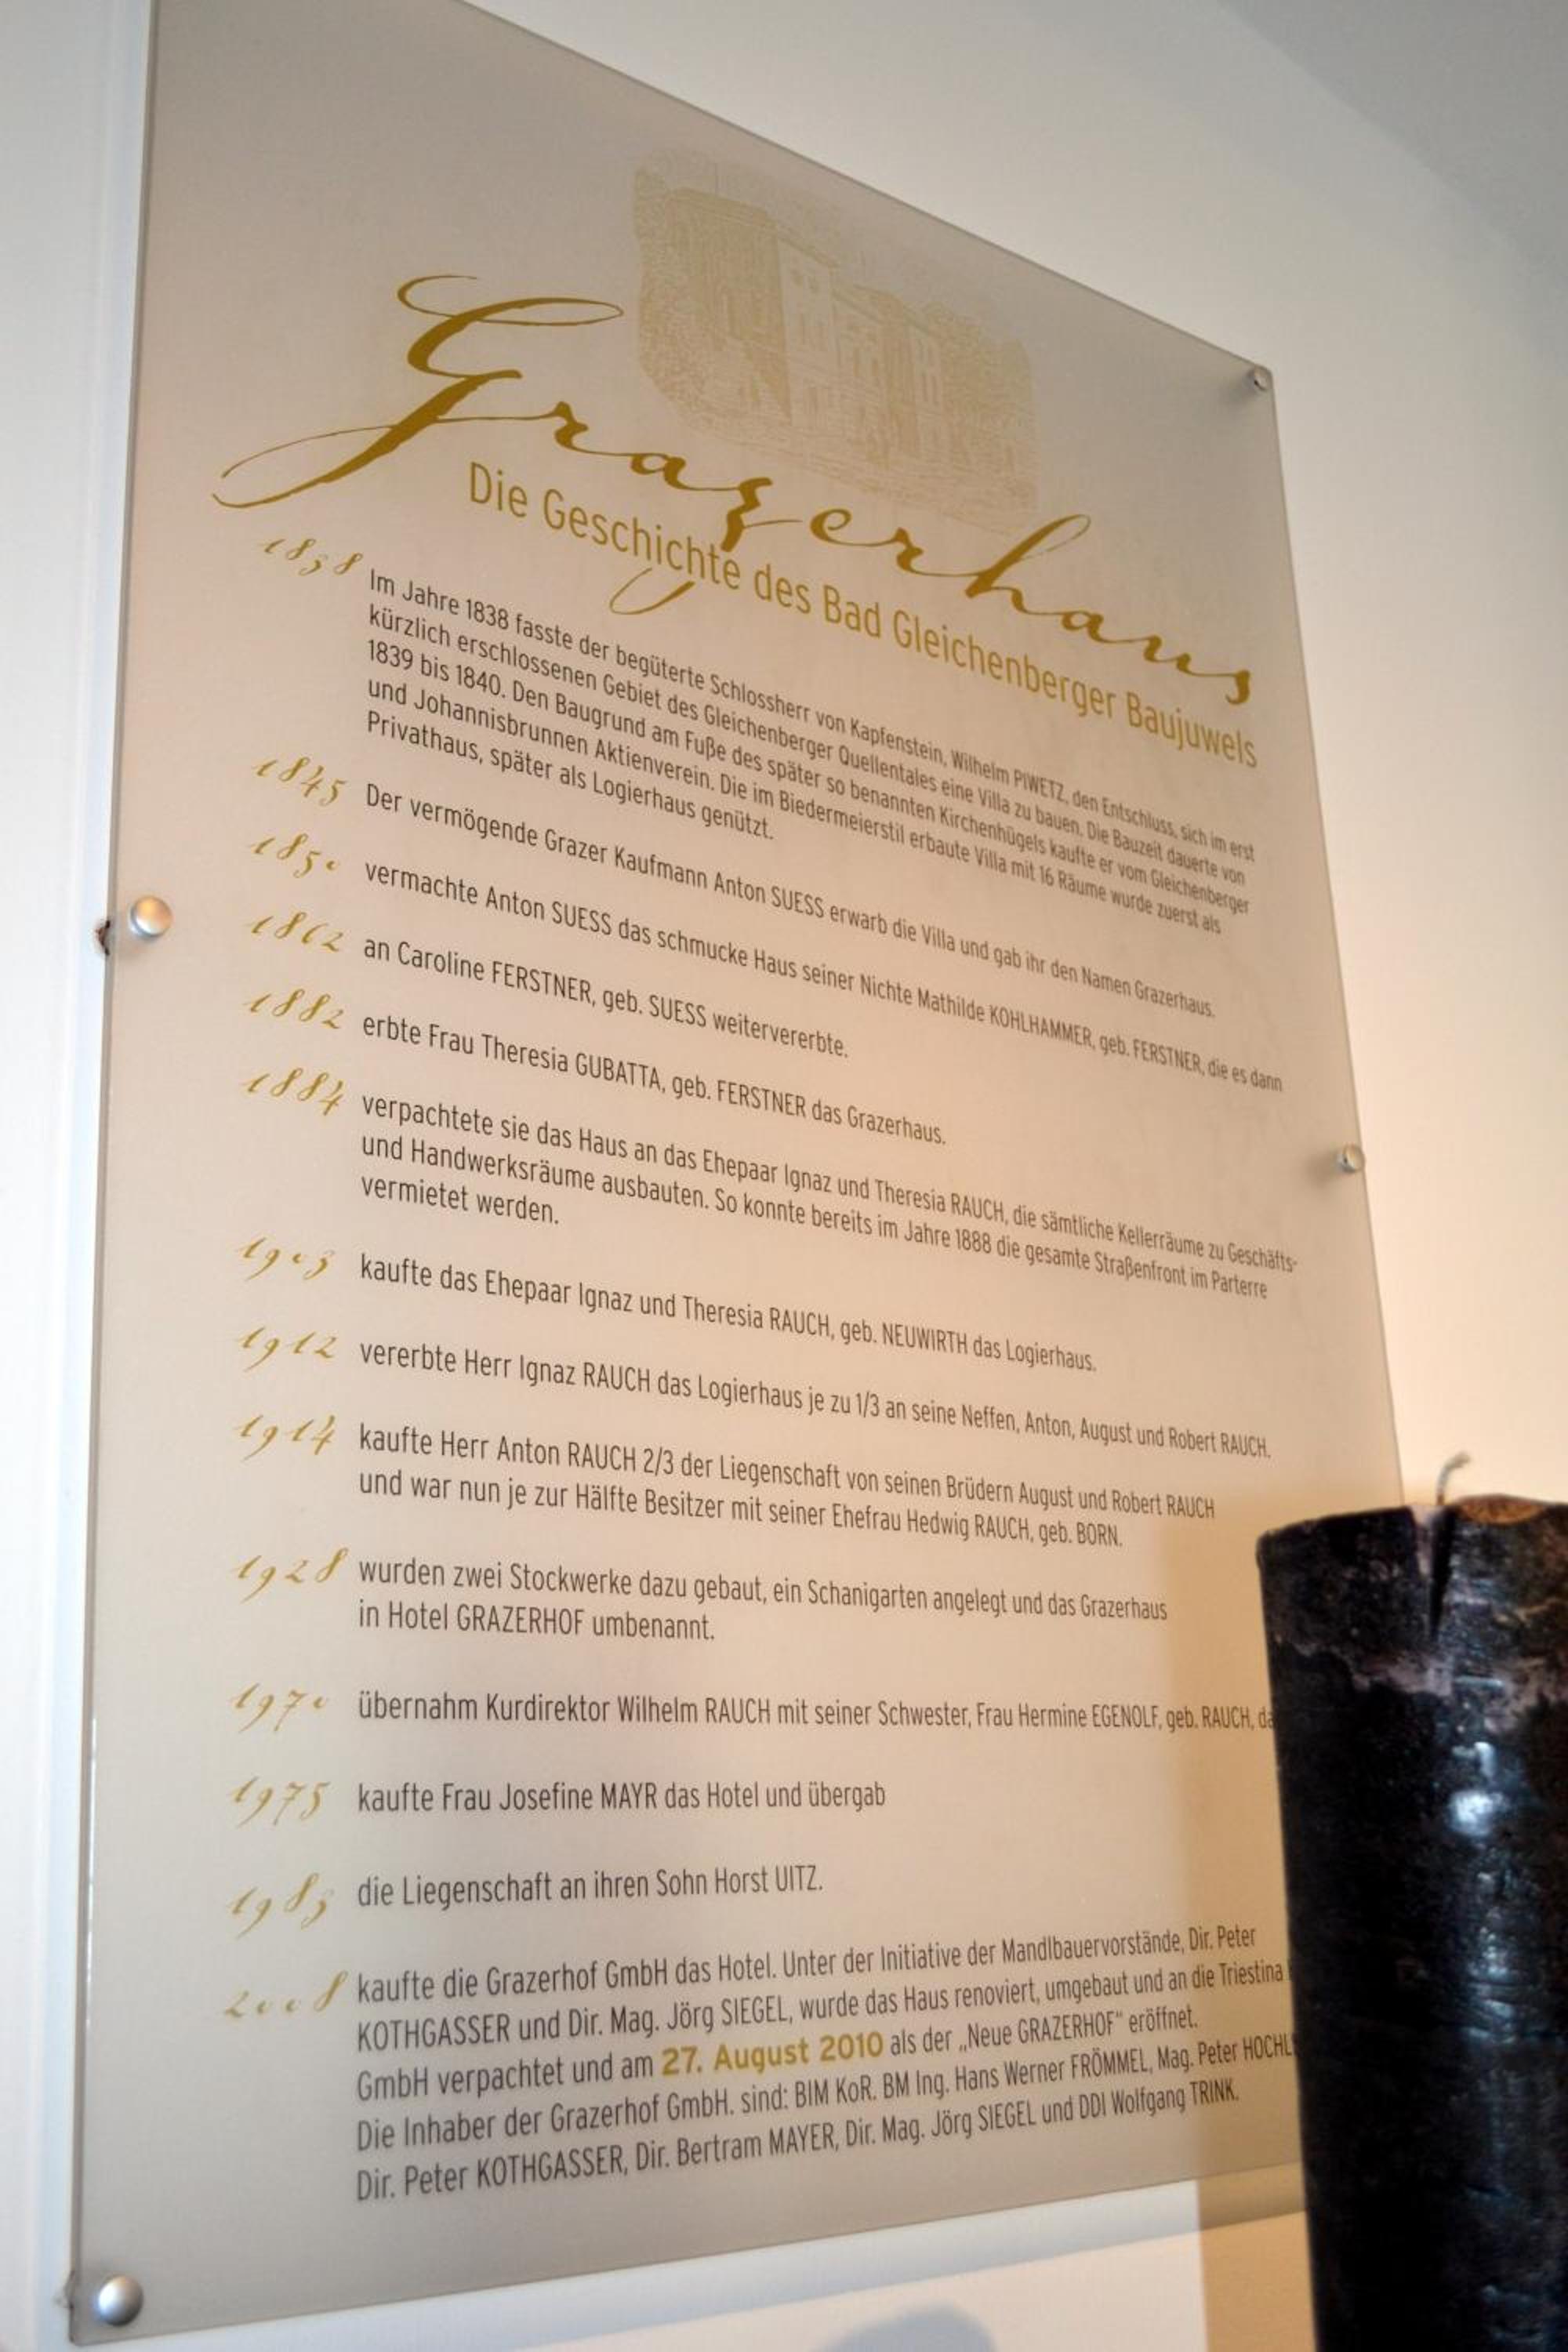 Grazerhaus
Die Geschichte des Bad Gleichenberger Baujuwels
1838 Im Jahre 1838 fasste der begüterte Schlossherr von Kapfenstein, Wilhelm PIWETZ, den Entschluss, sich im erst
kürzlich erschlossenen Gebiet des Gleichenberger Quellentales eine Villa zu bauen. Die Bauzeit dauerte von
1839 bis 1840. Den Baugrund am Fuße des später so benannten Kirchenhügels kaufte er vom Gleichenberger
und Johannisbrunnen Aktienverein. Die im Biedermeierstil erbaute Villa mit 16 Räume wurde zuerst als
Privathaus, später als Logierhaus genützt.
1845 Der vermögende Grazer Kaufmann Anton SUESS erwarb die Villa und gab ihr den Namen Grazerhaus.
1850 vermachte Anton SUESS das schmucke Haus seiner Nichte Mathilde KOHLHAMMER, geb. FERSTNER, die es dann
1862 an Caroline FERSTNER, geb. SUESS weitervererbte.
1882 erbte Frau Theresia GUBATTA, geb. FERSTNER das Grazerhaus.
1884 verpachtete sie das Haus an das Ehepaar Ignaz und Theresia RAUCH, die sämtliche Kellerräume zu Geschäfts-
und Handwerksräume ausbauten. So konnte bereits im Jahre 1888 die gesamte Straßenfront im Parterre
vermietet werden.
1903 kaufte das Ehepaar Ignaz und Theresia RAUCH, geb. NEUWIRTH das Logierhaus.
1912 vererbte Herr Ignaz RAUCH das Logierhaus je zu 1/3 an seine Neffen, Anton, August und Robert RAUCH.
1914 kaufte Herr Anton RAUCH 2/3 der Liegenschaft von seinen Brüdern August und Robert RAUCH
und war nun je zur Hälfte Besitzer mit seiner Ehefrau Hedwig RAUCH, geb. BORN.
1928 wurden zwei Stockwerke dazu gebaut, ein Schanigarten angelegt und das Grazerhaus
in Hotel GRAZERHOF umbenannt.
1970 übernahm Kurdirektor Wilhelm RAUCH mit seiner Schwester, Frau Hermine EGENOLF, geb. RAUCH,
1975 kaufte Frau Josefine MAYR das Hotel und übergab
1983 die Liegenschaft an ihren Sohn Horst UITZ.
2008 kaufte die Grazerhof GmbH das Hotel. Unter der Initiative der Mandlbauervorstände, Dir. Peter
KOTHGASSER und Dir. Mag. Jörg SIEGEL, wurde das Haus renoviert, umgebaut und an die Triestina
GmbH verpachtet und am 27. August 2010 als der „Neue GRAZERHOF" eröffnet.
Die Inhaber der Grazerhof GmbH. sind: BIM KoR. BM Ing. Hans Werner FRÖMMEL, Mag. Peter
Dir. Peter KOTHGASSER, Dir. Bertram MAYER, Dir. Mag. Jörg SIEGEL und DDI Wolfgang TRINK.